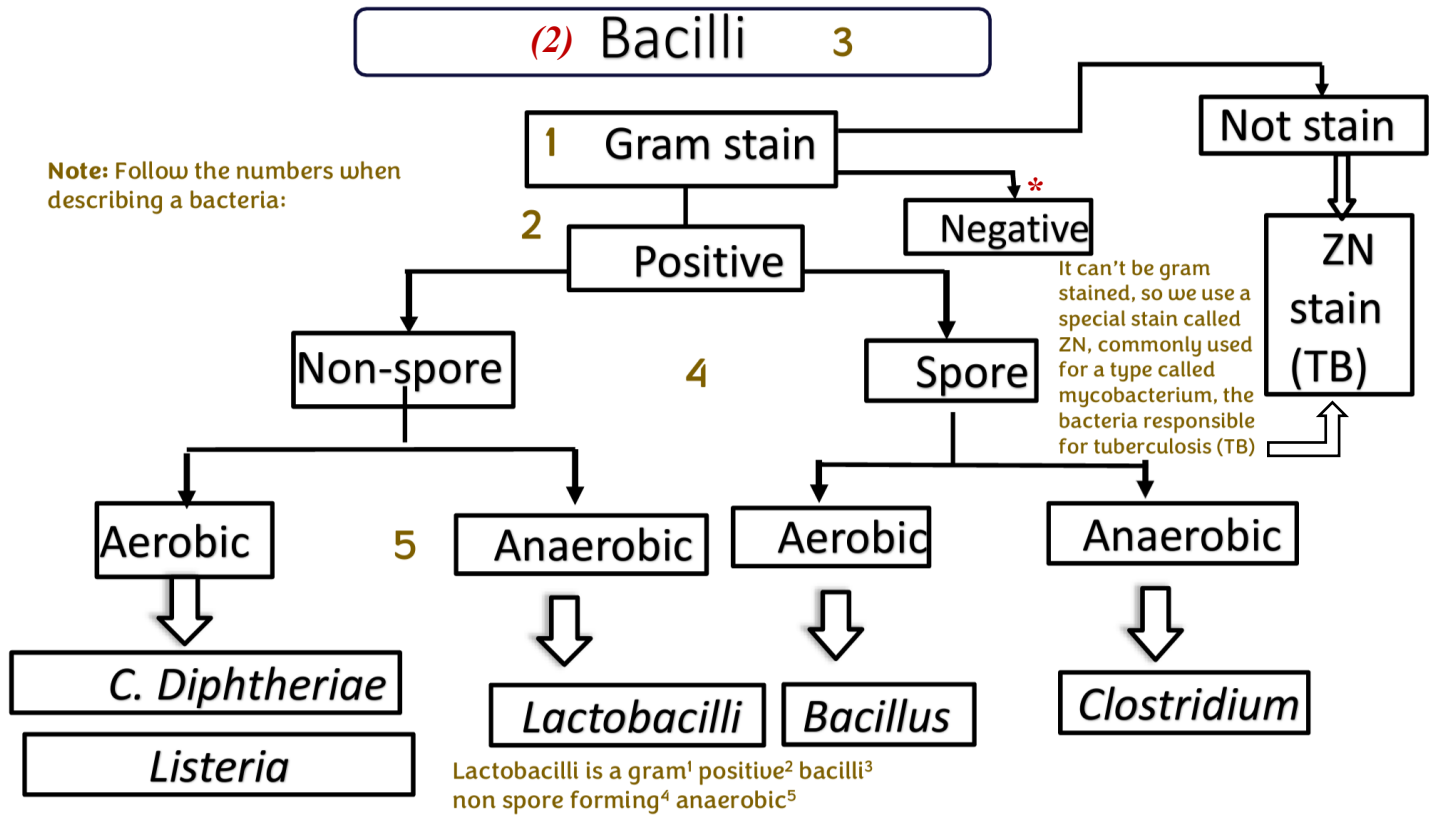 (2) Bacilli 3
1 Gram stain
Not stain
Note: Follow the numbers when
describing a bacteria:
*
Negative
2
Positive
ZN
stain
(TB)
It can’t be gram
stained, so we use a
special stain called
ZN, commonly used
for a type called
mycobacterium, the
bacteria responsible
for tuberculosis (TB)
Non-spore
4
Spore
Aerobic
5
Anaerobic
Aerobic
Anaerobic
C. Diphtheriae
Listeria
Lactobacilli
Bacillus
Clostridium
Lactobacilli is a gram¹ positive² bacilli³
non spore forming⁴ anaerobic⁵